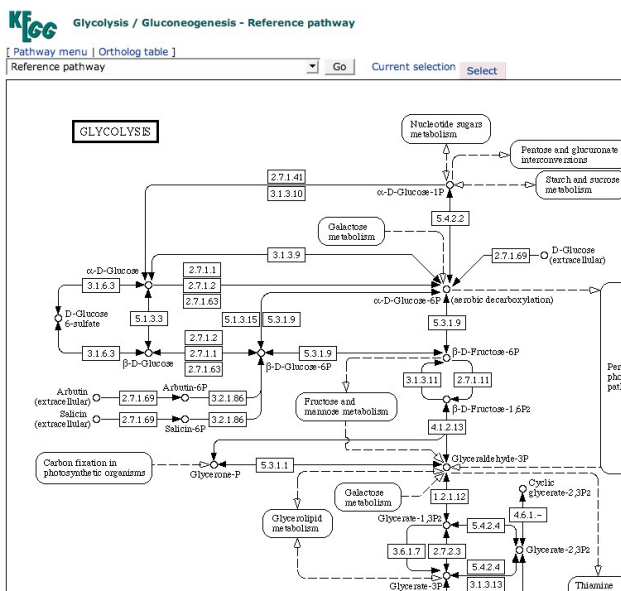 KEGG Glycolysis / Gluconeogenesis - Reference pathway
[ Pathway menu | Ortholog table ]
Reference pathway Go Current selection Select
GLYCOLYSIS
Nucletide sugars
metabolism
Pentose and glucuronate
interconversions
Starch and sucrose
metabolism
2.7.1.41
3.1.3.10
α-D-Glucose-1P
5.4.2.2
Galactose
metabolism
3.1.3.9
2.7.1.69
D-Glucose
(extracellular)
α-D-Glucose
2.7.1.1
2.7.1.2
2.7.1.63
3.1.6.3
α-D-Glucose-6P
(aerobic decarboxylation)
D-Glucose
6-sulfate
5.1.3.3
5.1.3.15
5.3.1.9
5.3.1.9
2.7.1.2
2.7.1.1
2.7.1.63
3.1.6.3
β-D-Glucose
β-D-Glucose-6P
5.3.1.9
β-D-Fructose-6P
3.1.3.11
2.7.1.11
β-D-Fructose-1,6P2
Arbutin
(extracellular)
2.7.1.69
Arbutin-6P
3.2.1.86
Salicin
(extracellular)
2.7.1.69
Salicin-6P
3.2.1.86
Fructose and
mannose metabolism
4.1.2.13
Carbon fixation in
photosynthetic organisms
Glycerone-P
5.3.1.1
Glyceraldehyde-3P
Galactose
metabolism
1.2.1.12
Cyclic
glycerate-2,3P2
Glycerolipid
metabolism
Glycerate-1,3P2
5.4.2.4
4.6.1.-
3.6.1.7
2.7.2.3
Glycerate-2,3P2
5.4.2.4
3.1.3.13
Glycerate-3P
Thiamine
Pen
pho
pat